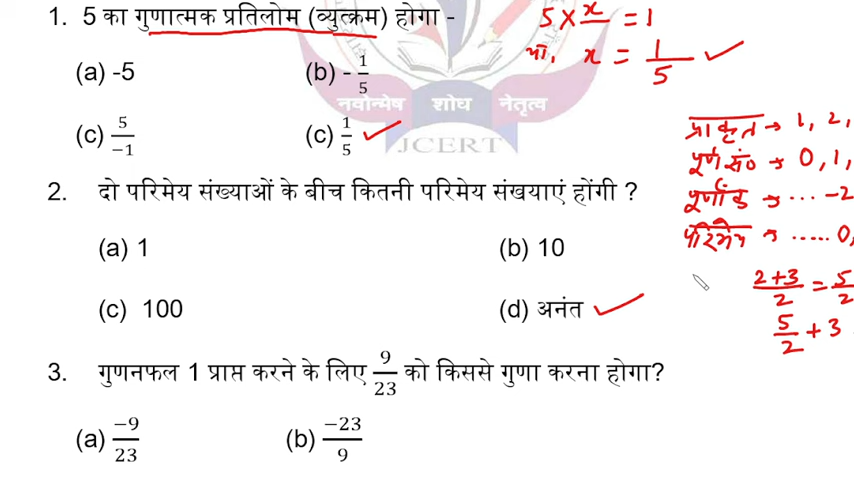 1. 5 का गुणात्मक प्रतिलोम (व्युत्क्रम) होगा -
(a) -5 (b) - 1/5
(c) 5/-1 (c) 1/5
5 × x = 1
या, x = 1/5
नवोन्मेष शोध नेतृत्व
JCERT
प्राकृत → 1, 2,
पूर्ण सं० → 0, 1,
पूर्णांक → ... -2
परिमेय → ..... 0,
2. दो परिमेय संख्याओं के बीच कितनी परिमेय संखयाएं होंगी ?
(a) 1 (b) 10
(c) 100 (d) अनंत
2+3/2 = 5/2
5/2 + 3
3. गुणनफल 1 प्राप्त करने के लिए 9/23 को किससे गुणा करना होगा?
(a) -9/23 (b) -23/9